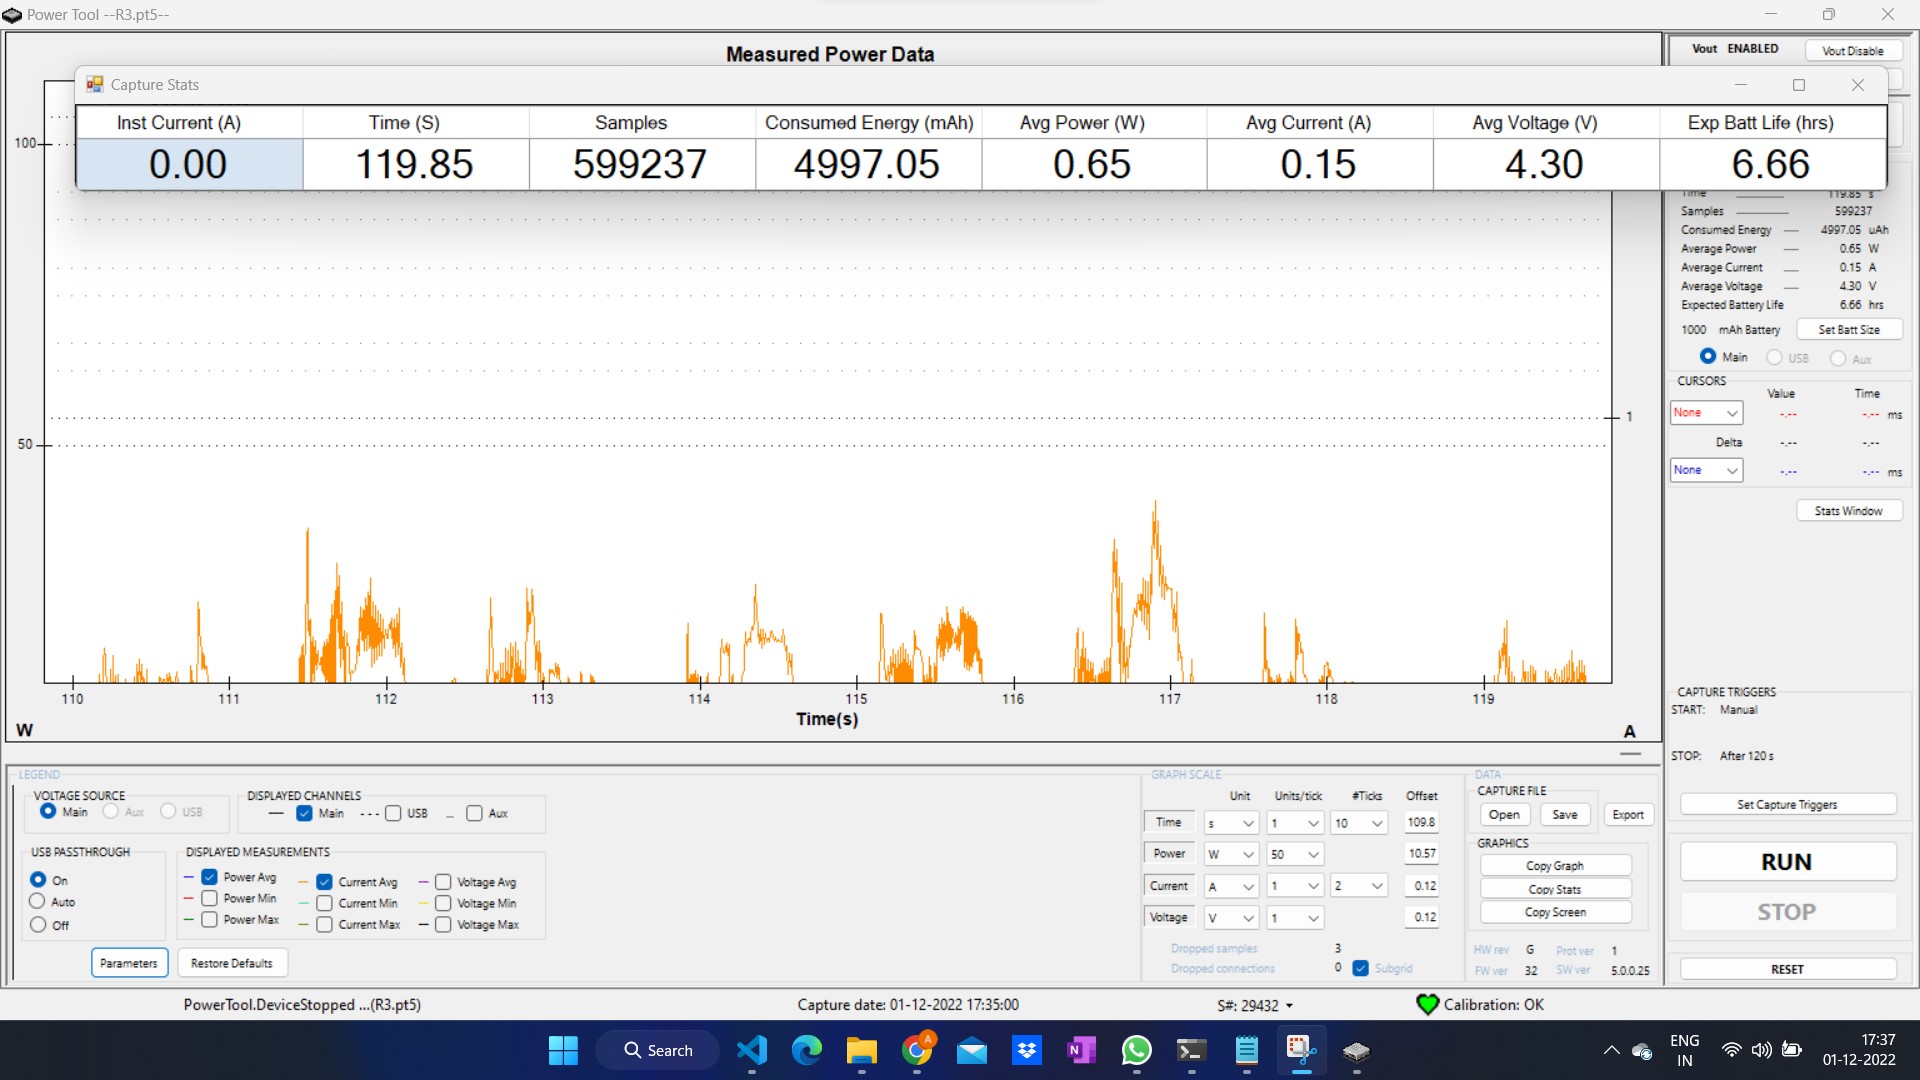 Power Tool --R3.pt5--
Measured Power Data
Vout ENABLED
Vout Disable
Capture Stats
Inst Current (A) Time (S) Samples Consumed Energy (mAh) Avg Power (W) Avg Current (A) Avg Voltage (V) Exp Batt Life (hrs)
0.00 119.85 599237 4997.05 0.65 0.15 4.30 6.66
100
50
1
110 111 112 113 114 115 116 117 118 119
Time(s)
W
A
Time 119.85 s
Samples 599237
Consumed Energy 4997.05 uAh
Average Power 0.65 W
Average Current 0.15 A
Average Voltage 4.30 V
Expected Battery Life 6.66 hrs
1000 mAh Battery Set Batt Size
Main USB Aux
CURSORS
Value Time
None -.-- -.-- ms
Delta -.-- -.--
None -.-- -.-- ms
Stats Window
CAPTURE TRIGGERS
START: Manual
STOP: After 120 s
Set Capture Triggers
RUN
STOP
RESET
LEGEND
VOLTAGE SOURCE
Main Aux USB
DISPLAYED CHANNELS
Main USB Aux
USB PASSTHROUGH
On
Auto
Off
DISPLAYED MEASUREMENTS
Power Avg Current Avg Voltage Avg
Power Min Current Min Voltage Min
Power Max Current Max Voltage Max
Parameters Restore Defaults
GRAPH SCALE
Unit Units/tick #Ticks Offset
Time s 1 10 109.8
Power W 50 10.57
Current A 1 2 0.12
Voltage V 1 0.12
Dropped samples 3
Dropped connections 0 Subgrid
DATA
CAPTURE FILE
Open Save Export
GRAPHICS
Copy Graph
Copy Stats
Copy Screen
HW rev G Prot ver 1
FW ver 32 SW ver 5.0.0.25
PowerTool.DeviceStopped ...(R3.pt5) Capture date: 01-12-2022 17:35:00 S#: 29432 Calibration: OK
Search
A
N
ENG
IN
17:37
01-12-2022